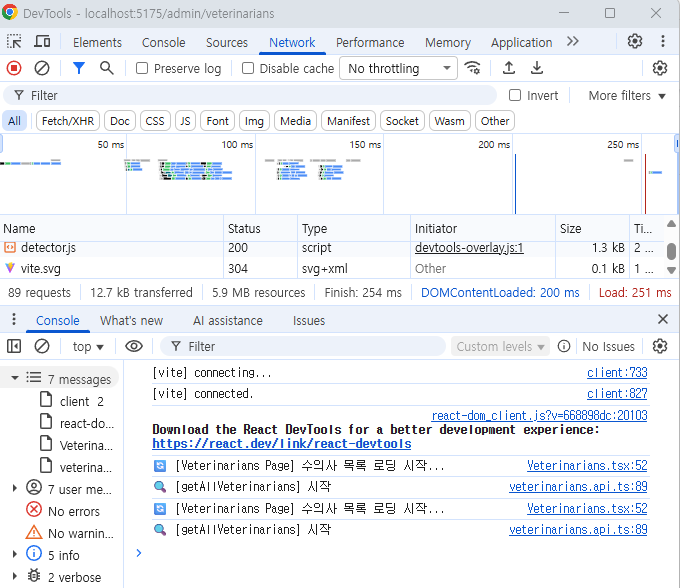 DevTools - localhost:5175/admin/veterinarians
Elements Console Sources Network Performance Memory Application
Preserve log Disable cache No throttling
Filter Invert More filters
All Fetch/XHR Doc CSS JS Font Img Media Manifest Socket Wasm Other
50 ms 100 ms 150 ms 200 ms 250 ms
Name Status Type Initiator Size Ti...
detector.js 200 script devtools-overlay.js:1 1.3 kB 2 ...
vite.svg 304 svg+xml Other 0.1 kB 1 ...
89 requests 12.7 kB transferred 5.9 MB resources Finish: 254 ms DOMContentLoaded: 200 ms Load: 251 ms
Console What's new AI assistance Issues
top Filter Custom levels No Issues
7 messages
client 2
react-do...
Veterina...
veterina...
7 user me...
No errors
No warnin...
5 info
2 verbose
[vite] connecting... client:733
[vite] connected. client:827
react-dom_client.js?v=668898dc:20103
Download the React DevTools for a better development experience:
https://react.dev/link/react-devtools
[Veterinarians Page] 수의사 목록 로딩 시작... Veterinarians.tsx:52
[getAllVeterinarians] 시작 veterinarians.api.ts:89
[Veterinarians Page] 수의사 목록 로딩 시작... Veterinarians.tsx:52
[getAllVeterinarians] 시작 veterinarians.api.ts:89